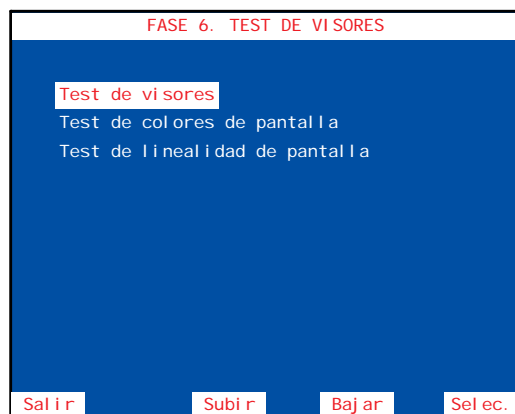 FASE 6. TEST DE VISORES
Test de visores
Test de colores de pantalla
Test de linealidad de pantalla
Salir Subir Bajar Selec.